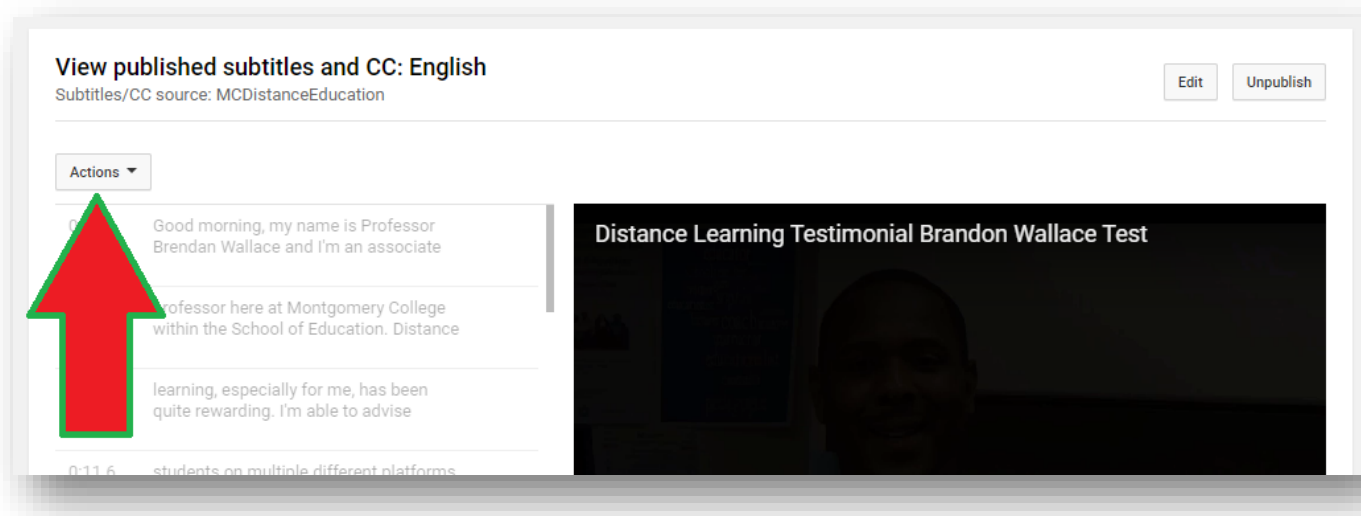 View published subtitles and CC: English
Subtitles/CC source: MCDistanceEducation
Edit
Unpublish
Actions
Good morning, my name is Professor
Brendan Wallace and I'm an associate
professor here at Montgomery College
within the School of Education. Distance
learning, especially for me, has been
quite rewarding. I'm able to advise
0:11.6
students on multiple different platforms
Distance Learning Testimonial Brandon Wallace Test